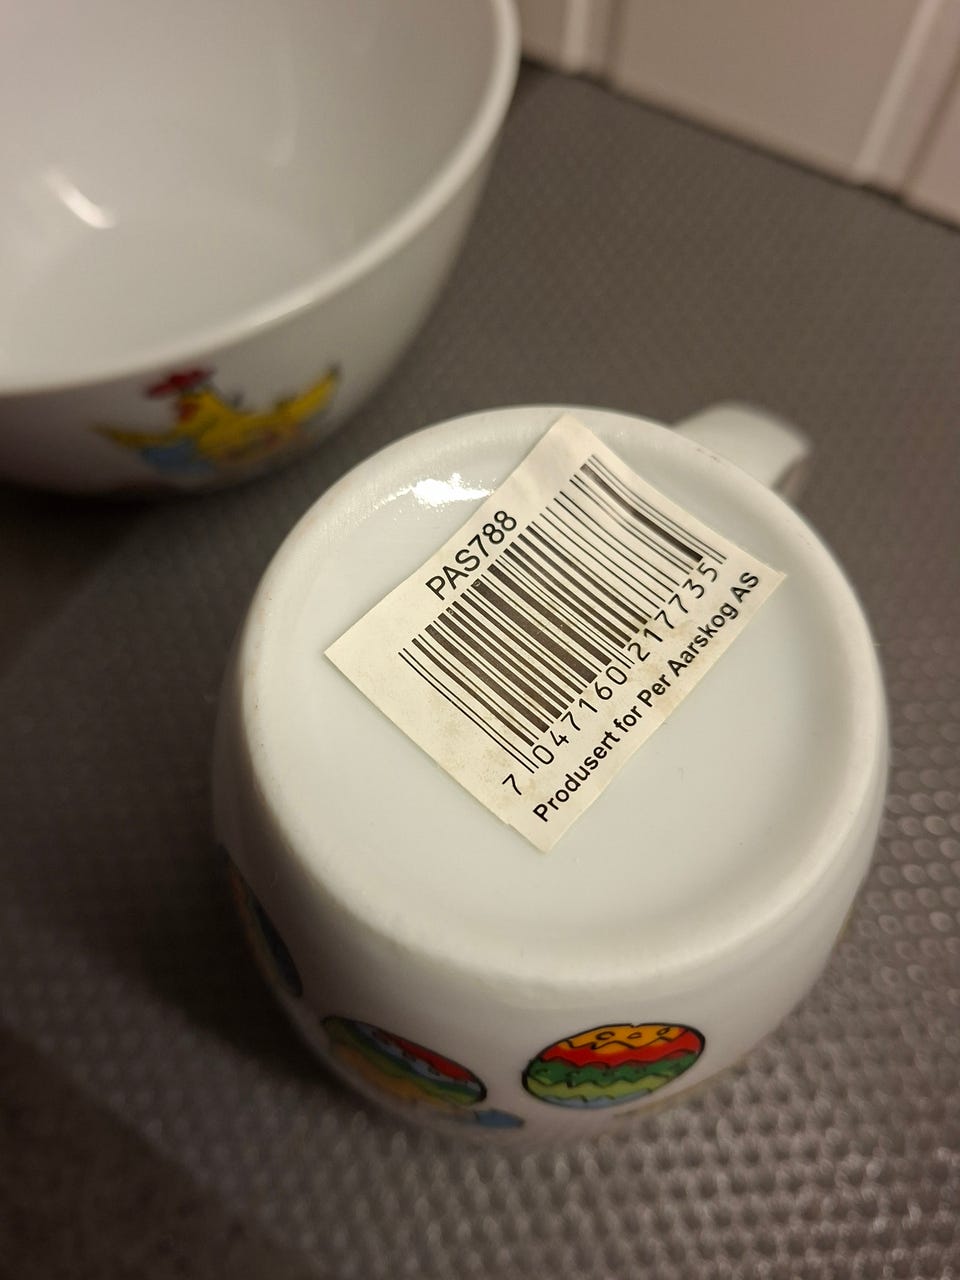 PAS788
7 047160 217735
Produsert for Per Aarskog AS